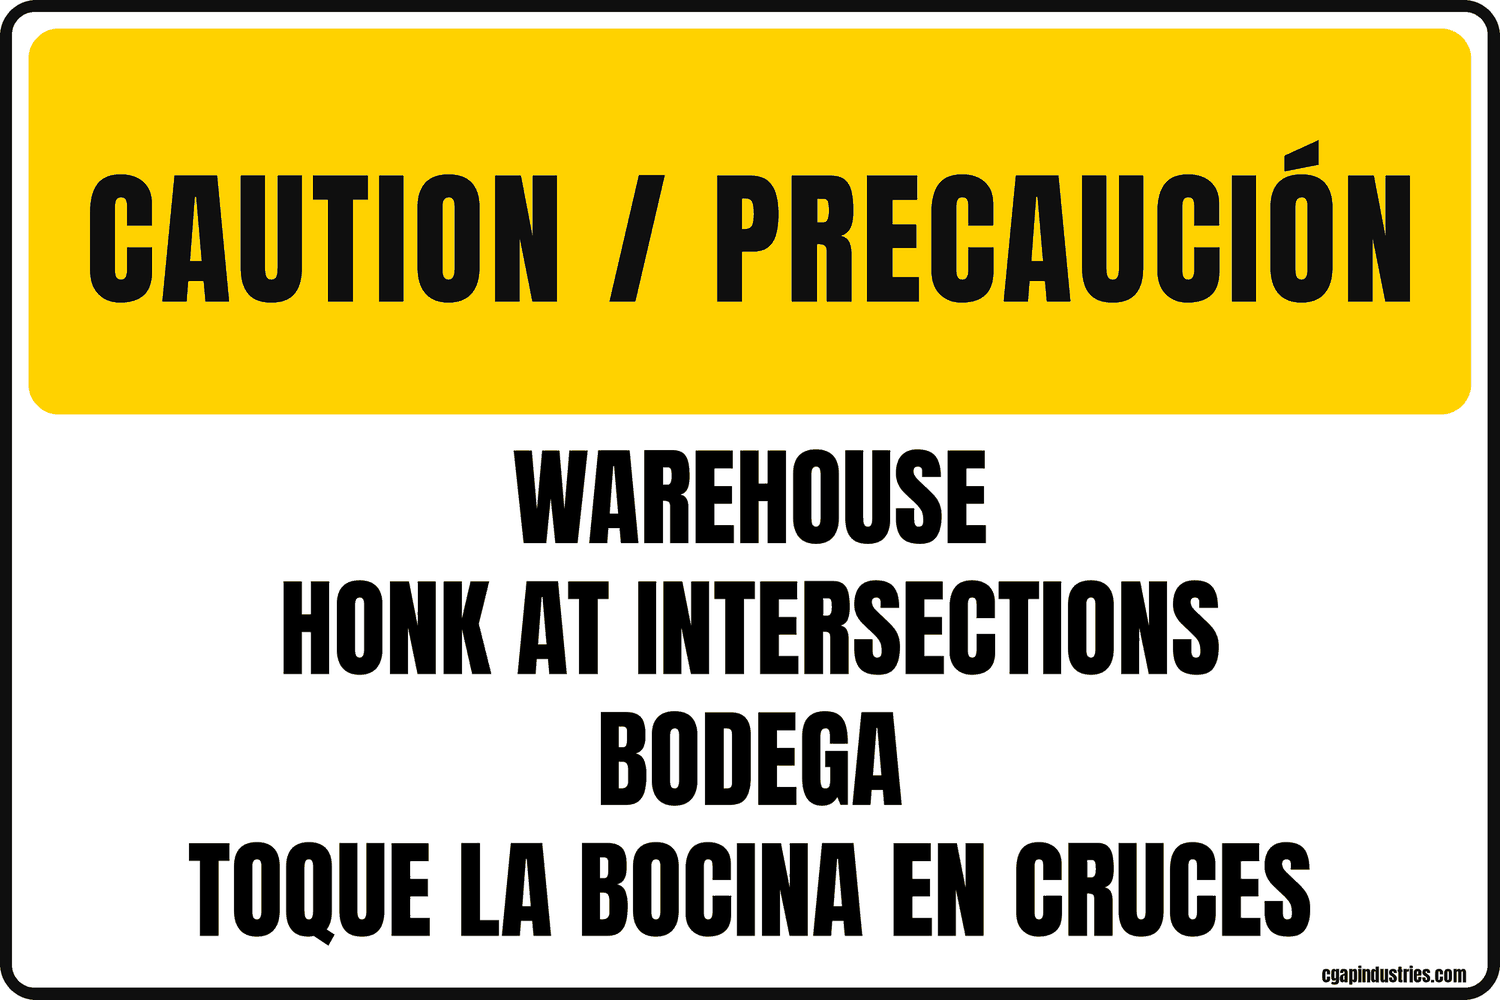 CAUTION / PRECAUCIÓN
WAREHOUSE
HONK AT INTERSECTIONS
BODEGA
TOQUE LA BOCINA EN CRUCES
cgapindustries.com